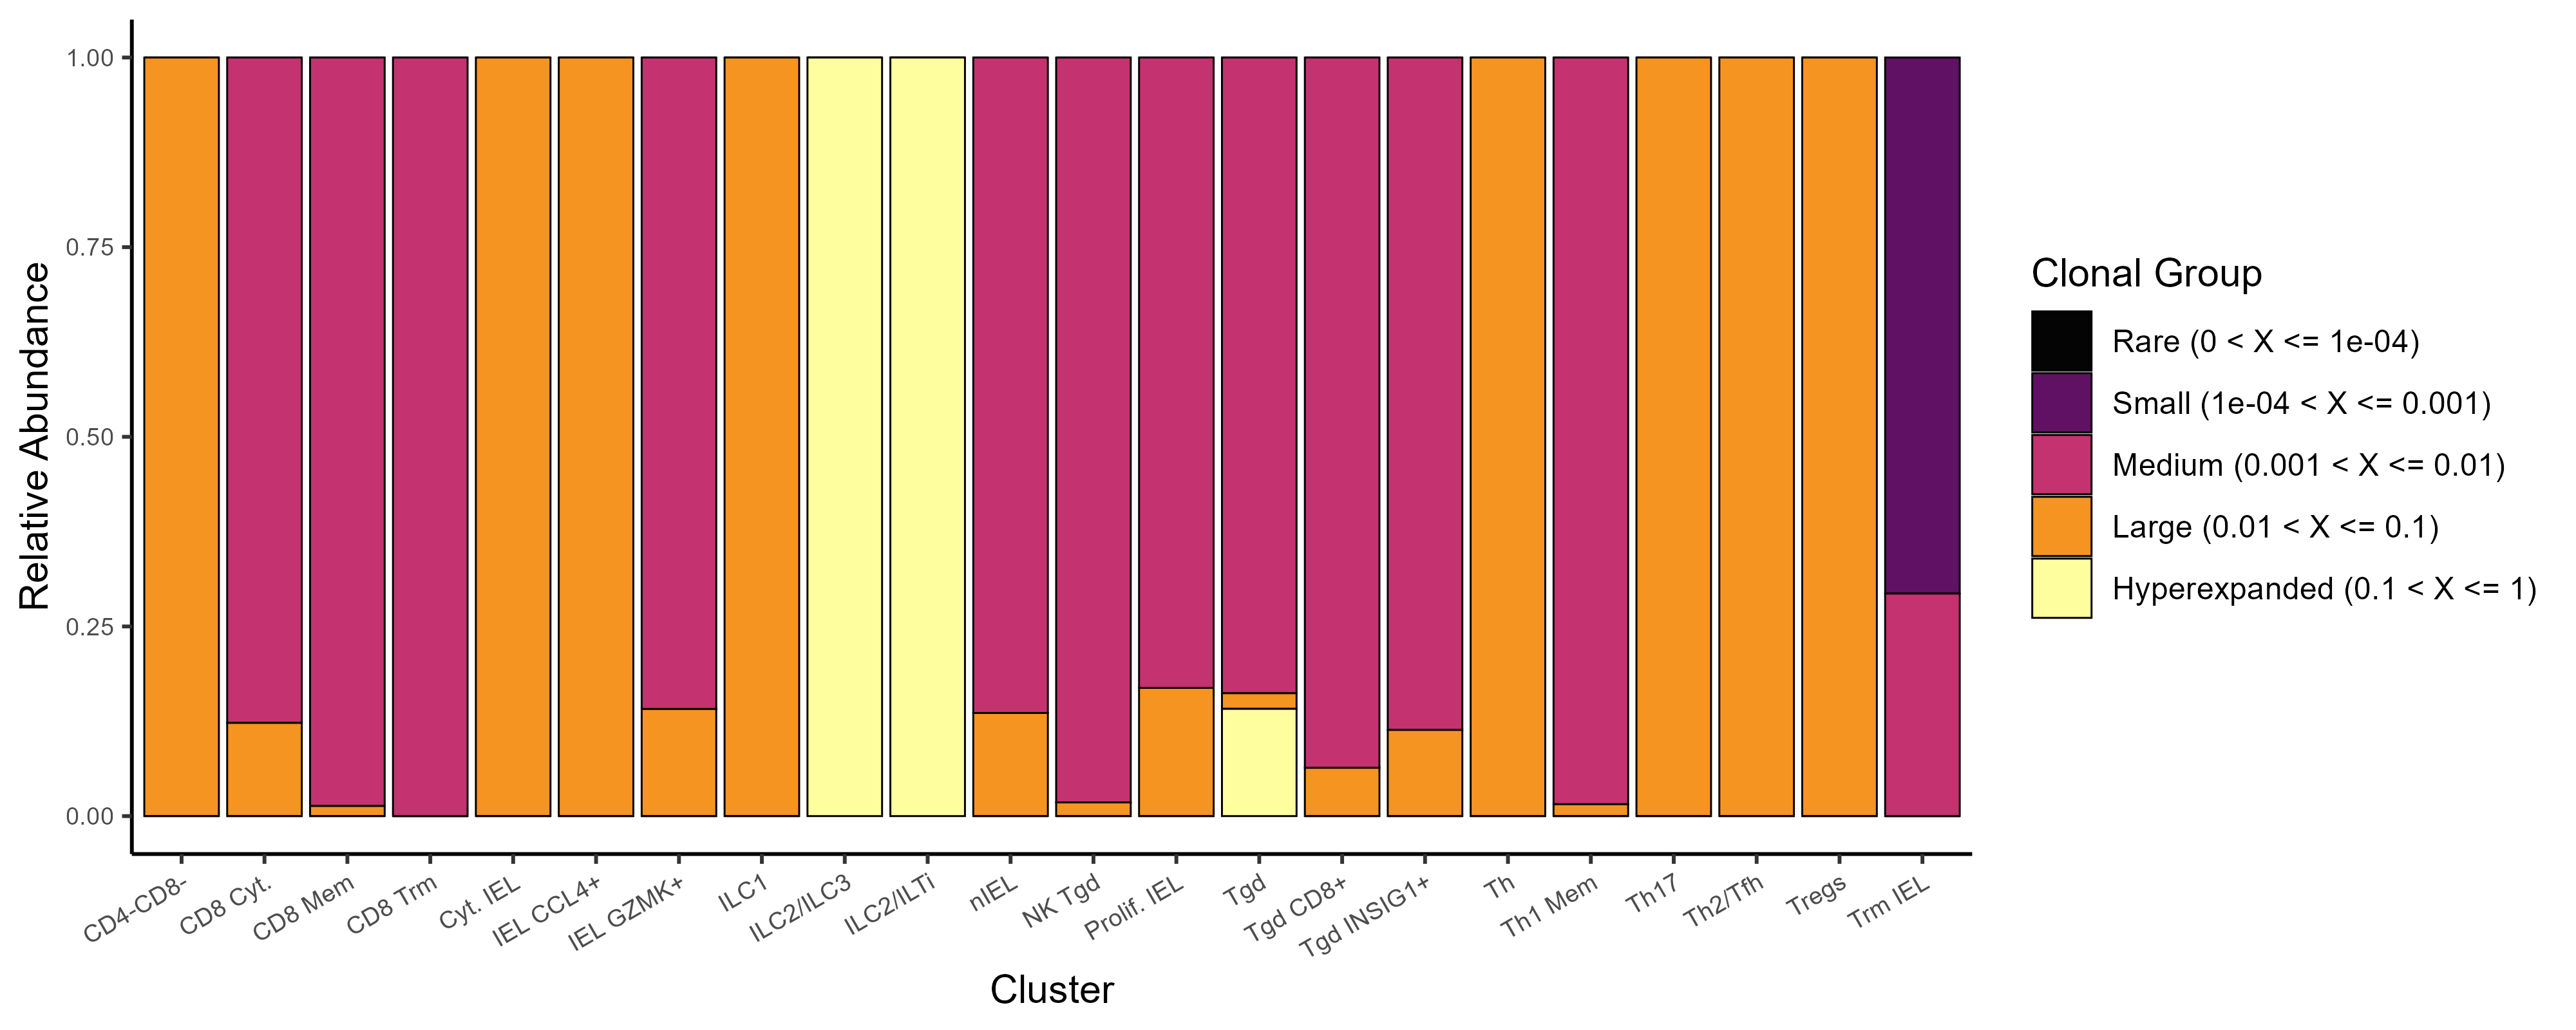 Relative Abundance
1.00
0.75
0.50
0.25
0.00
CD4-CD8-
CD8 Cyt.
CD8 Mem
CD8 Trm
Cyt. IEL
IEL CCL4+
IEL GZMK+
ILC1
ILC2/ILC3
ILC2/ILTi
nIEL
NK Tgd
Prolif. IEL
Tgd
Tgd CD8+
Tgd INSIG1+
Th
Th1 Mem
Th17
Th2/Tfh
Tregs
Trm IEL
Cluster
Clonal Group
Rare (0 < X <= 1e-04)
Small (1e-04 < X <= 0.001)
Medium (0.001 < X <= 0.01)
Large (0.01 < X <= 0.1)
Hyperexpanded (0.1 < X <= 1)